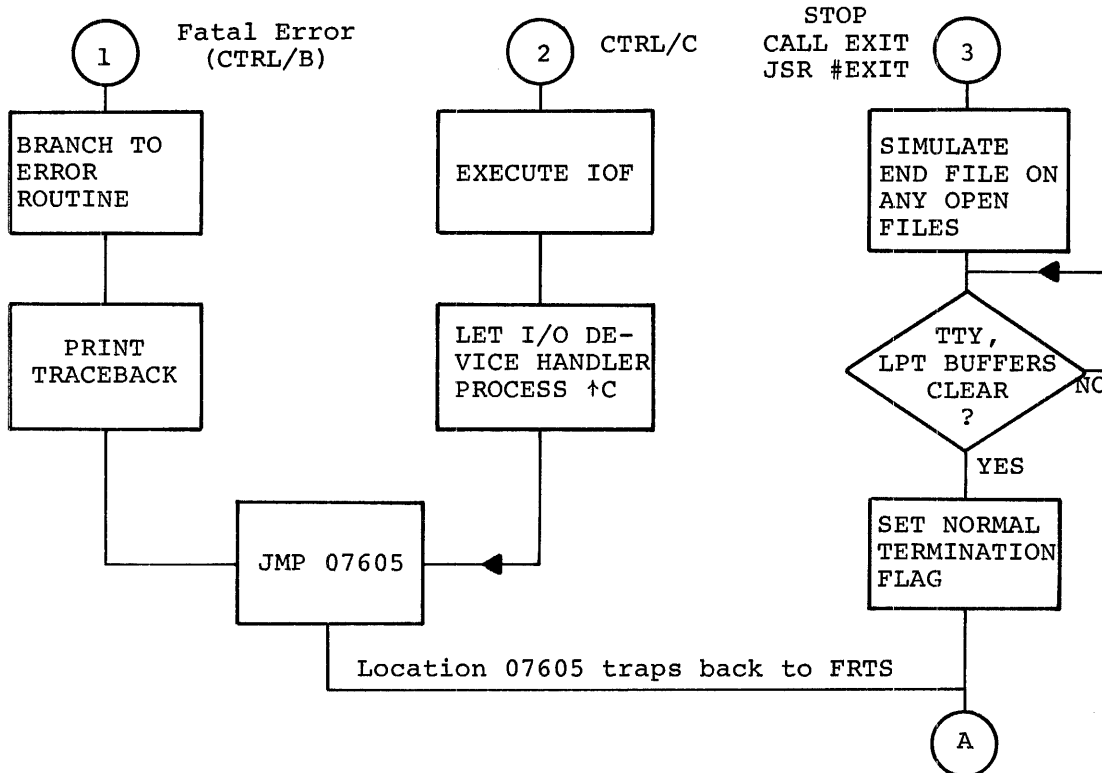 1
Fatal Error
(CTRL/B)
2
CTRL/C
STOP
CALL EXIT
JSR #EXIT
3
BRANCH TO
ERROR
ROUTINE
EXECUTE IOF
SIMULATE
END FILE ON
ANY OPEN
FILES
PRINT
TRACEBACK
LET I/O DE-
VICE HANDLER
PROCESS ↑C
TTY,
LPT BUFFERS
CLEAR
?
NO
YES
JMP 07605
SET NORMAL
TERMINATION
FLAG
Location 07605 traps back to FRTS
A